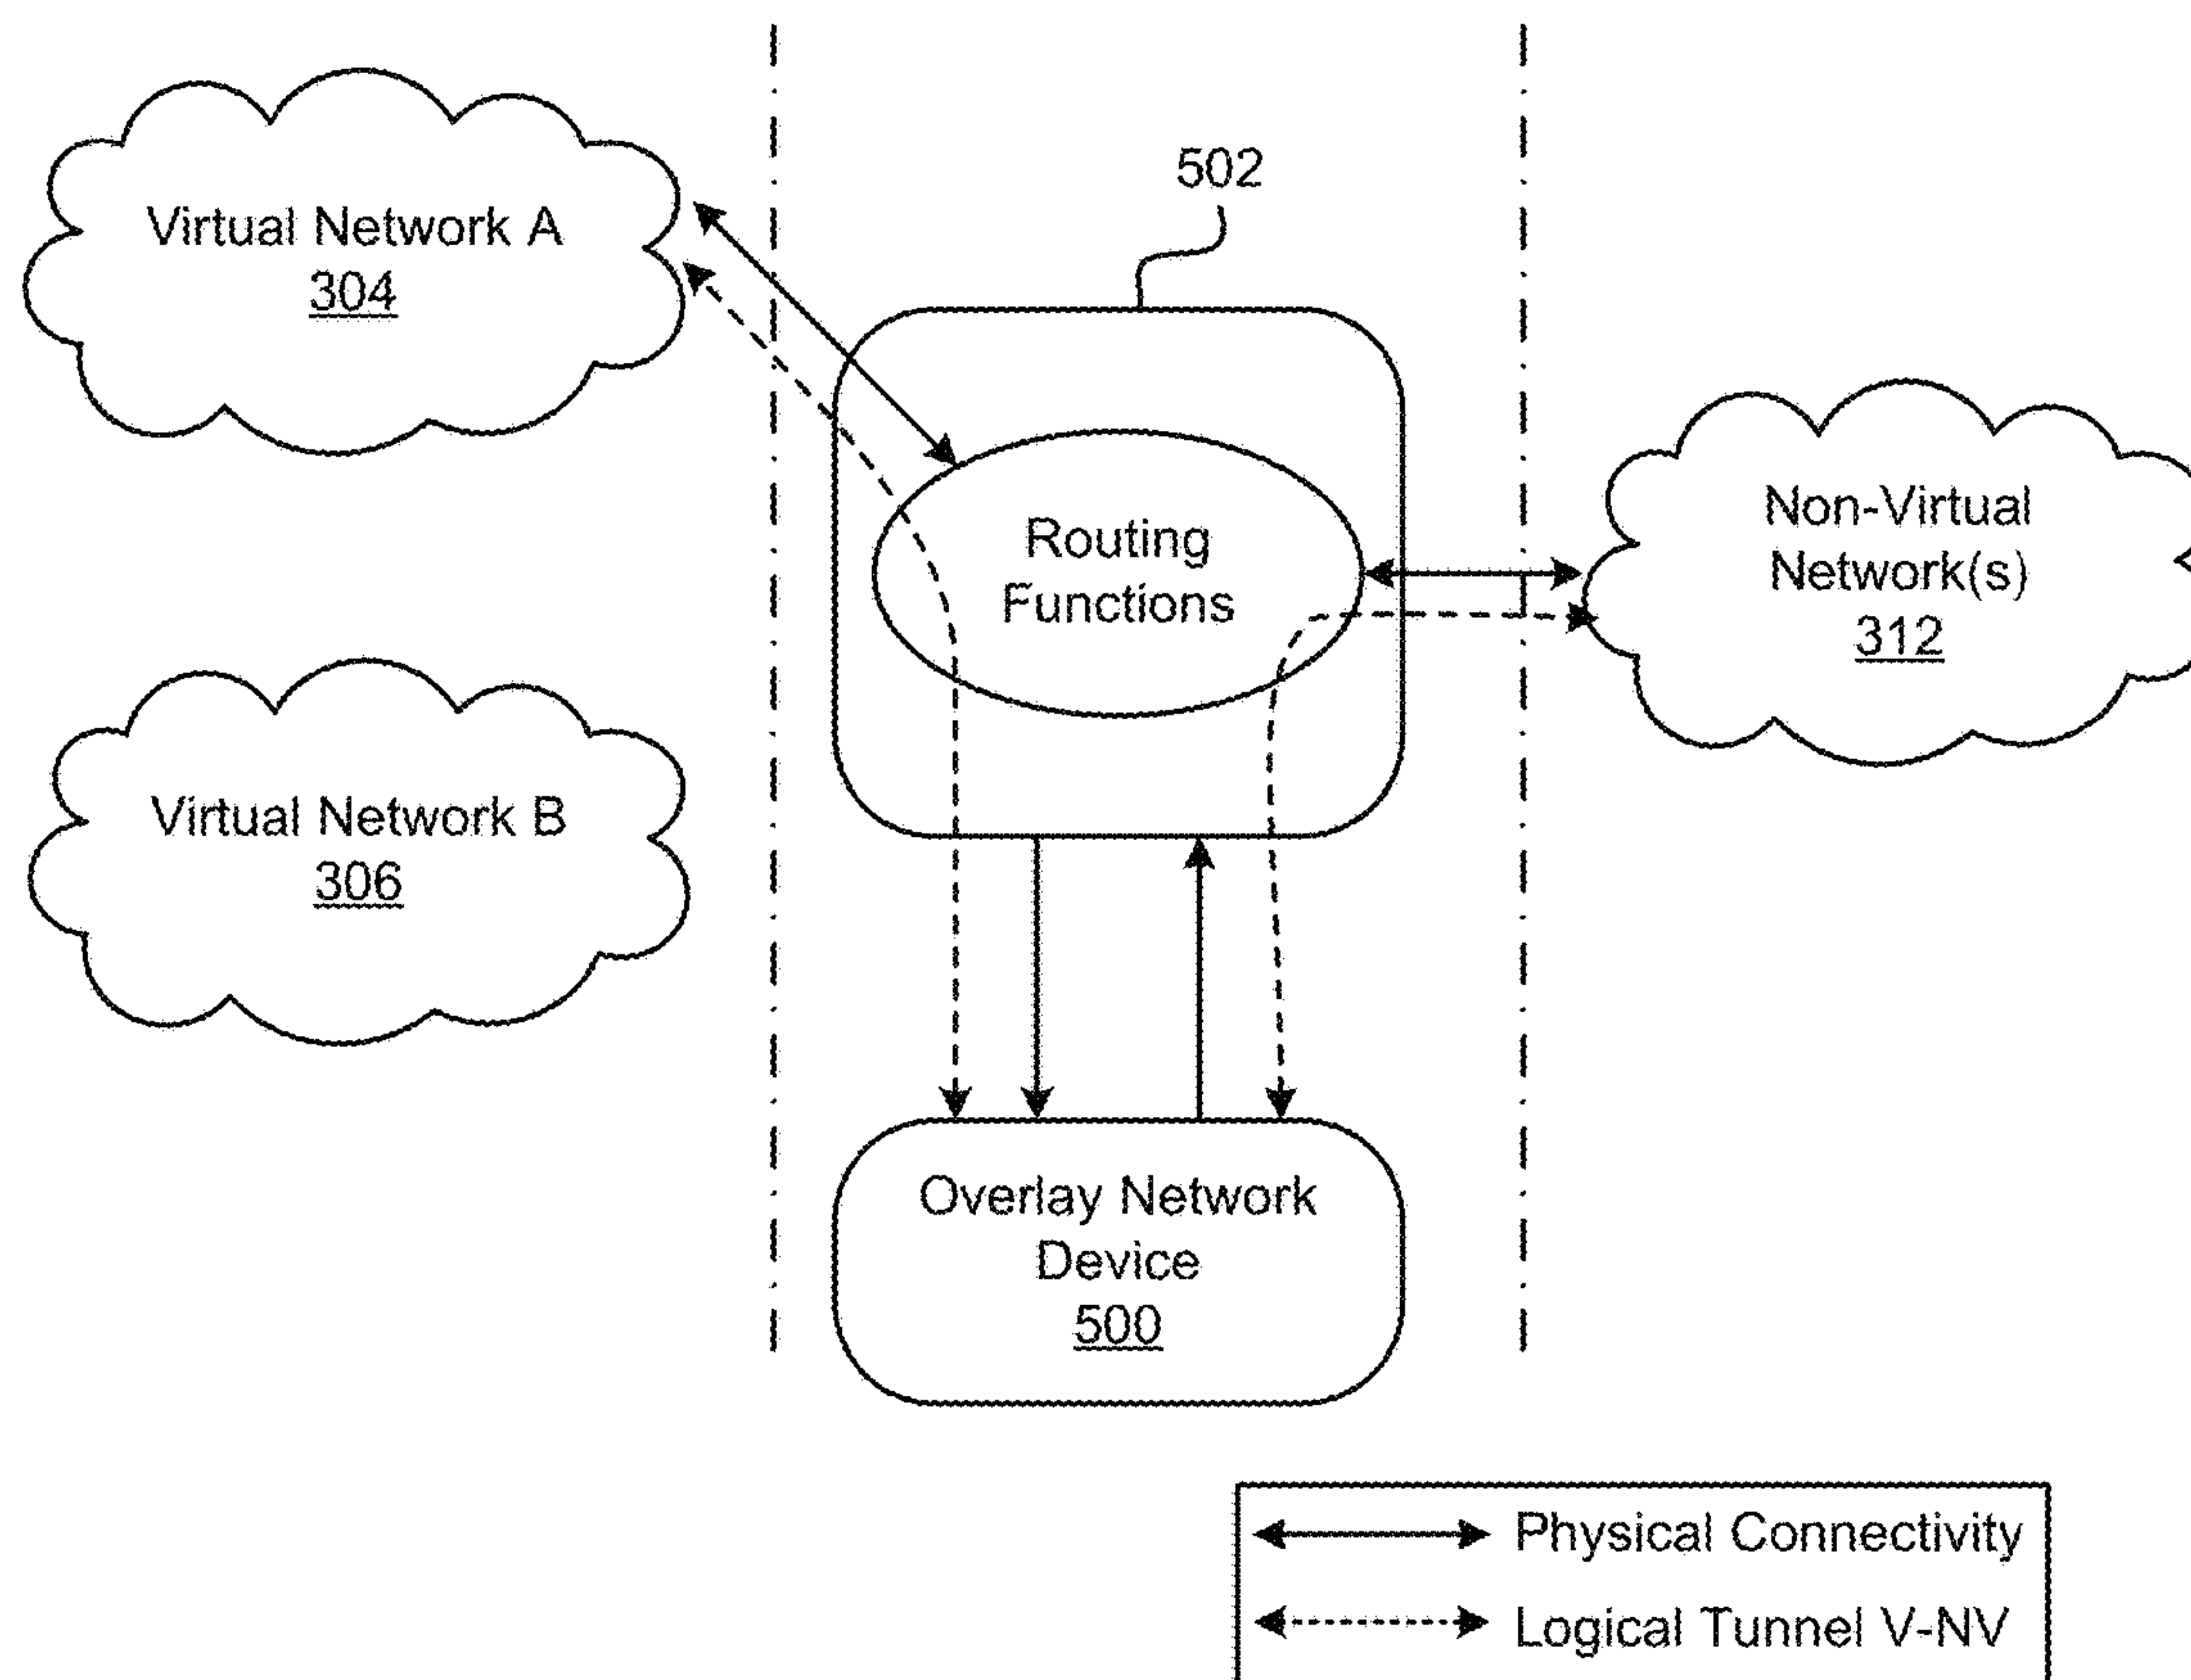 502
Virtual Network A
304
Routing
Functions
Non-Virtual
Network(s)
312
Virtual Network B
306
Overlay Network
Device
500
Physical Connectivity
Logical Tunnel V-NV